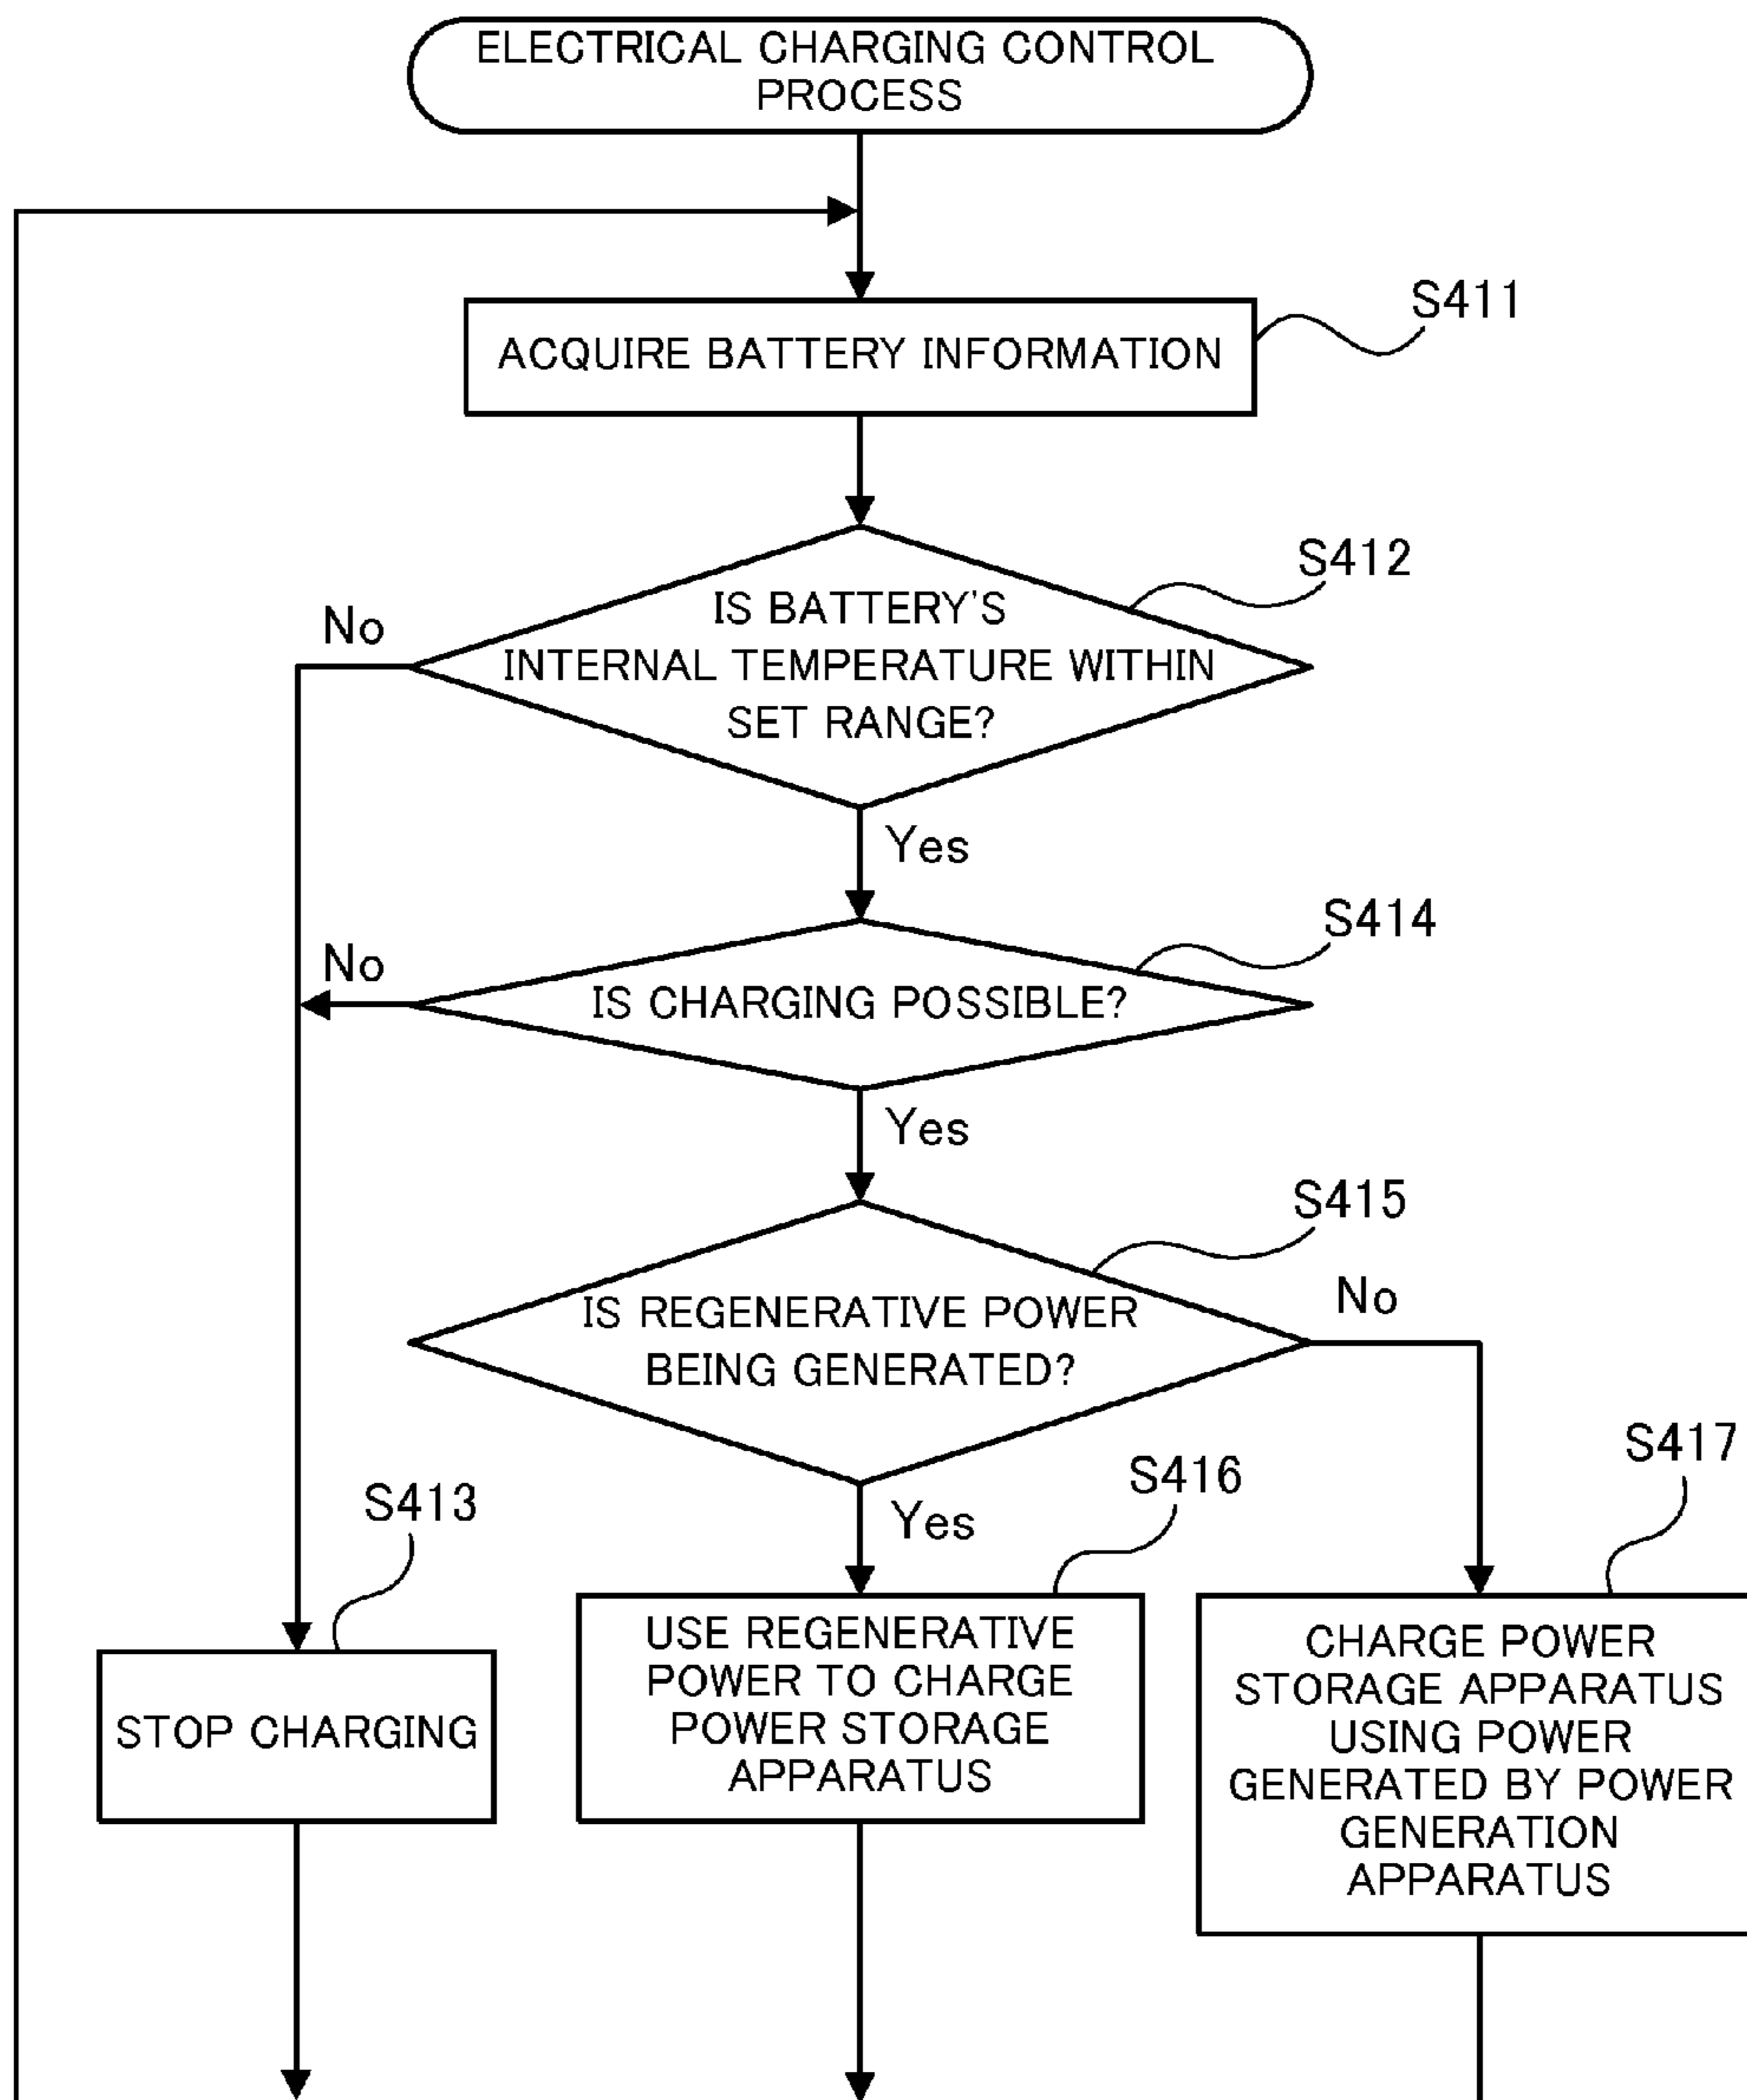 ELECTRICAL CHARGING CONTROL
PROCESS
S411
ACQUIRE BATTERY INFORMATION
S412
No
IS BATTERY'S
INTERNAL TEMPERATURE WITHIN
SET RANGE?
Yes
S414
No
IS CHARGING POSSIBLE?
Yes
S415
No
IS REGENERATIVE POWER
BEING GENERATED?
S417
S416
S413
Yes
USE REGENERATIVE
POWER TO CHARGE
POWER STORAGE
APPARATUS
CHARGE POWER
STORAGE APPARATUS
USING POWER
GENERATED BY POWER
GENERATION
APPARATUS
STOP CHARGING